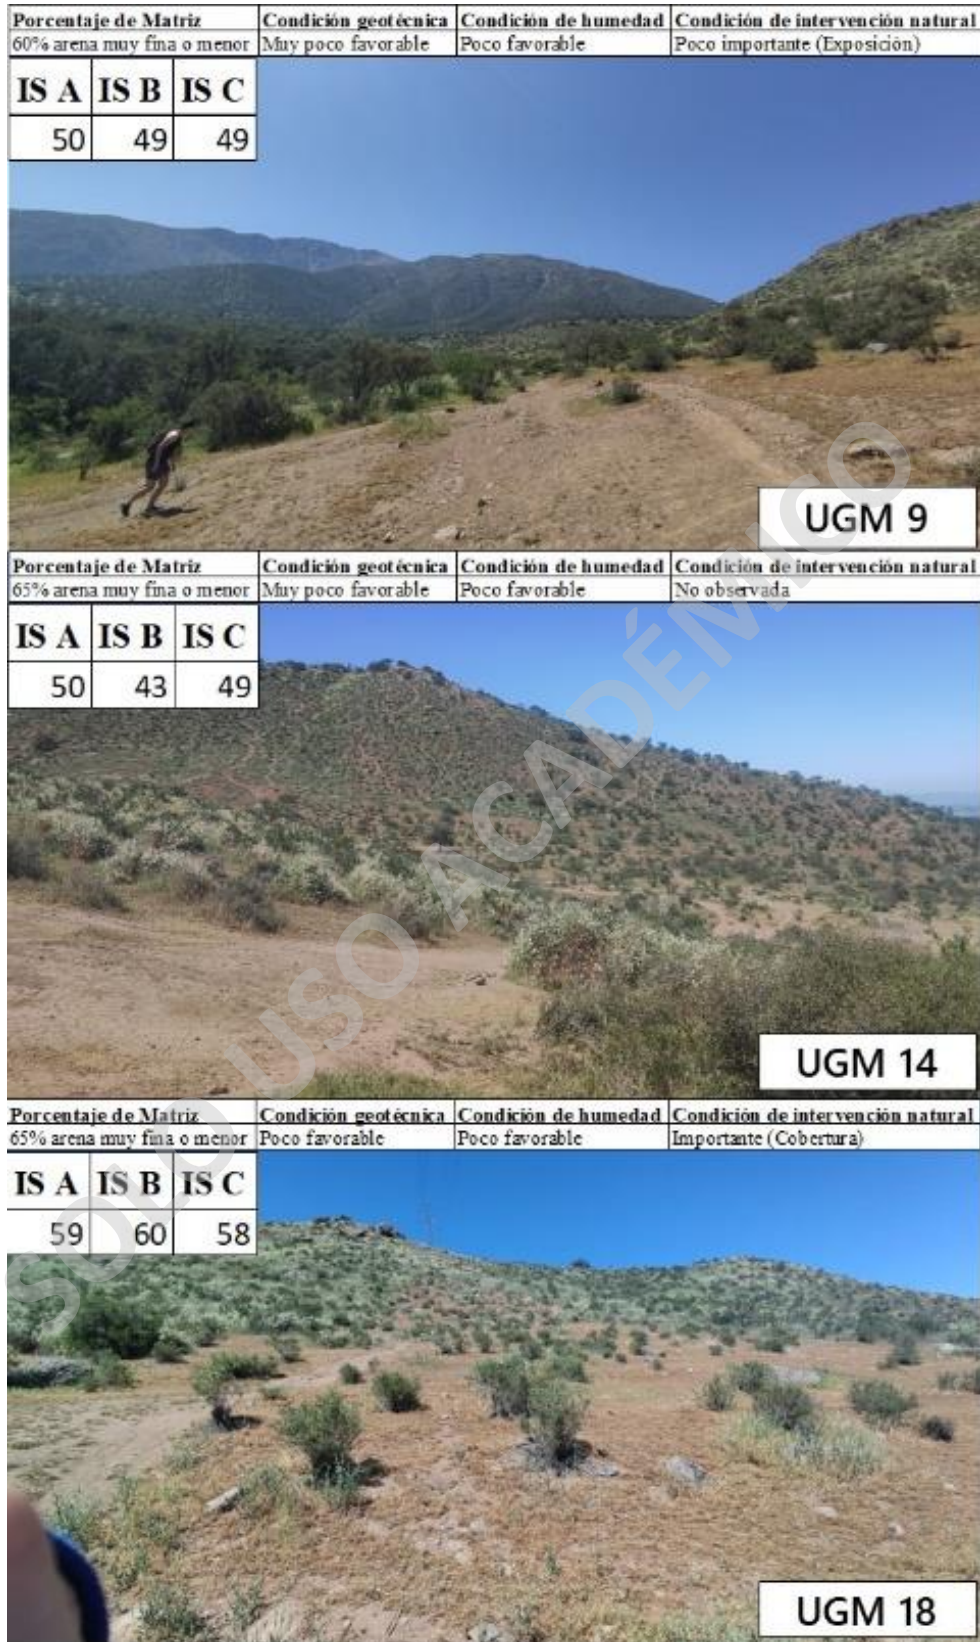 Porcentaje de Matriz Condición geotécnica Condición de humedad Condición de intervención natural
60% arena muy fina o menor Muy poco favorable Poco favorable Poco importante (Exposición)
IS A IS B IS C
50 49 49
UGM 9
Porcentaje de Matriz Condición geotécnica Condición de humedad Condición de intervención natural
65% arena muy fina o menor Muy poco favorable Poco favorable No observada
IS A IS B IS C
50 43 49
UGM 14
Porcentaje de Matriz Condición geotécnica Condición de humedad Condición de intervención natural
65% arena muy fina o menor Poco favorable Poco favorable Importante (Cobertura)
IS A IS B IS C
59 60 58
UGM 18
SOLO USO ACADÉMICO